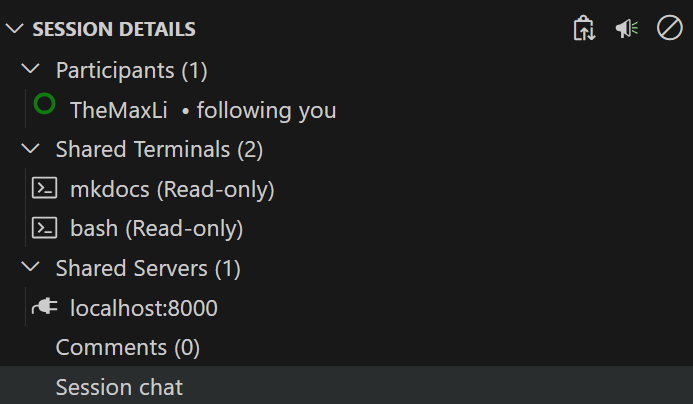 SESSION DETAILS
Participants (1)
TheMaxLi • following you
Shared Terminals (2)
mkdocs (Read-only)
bash (Read-only)
Shared Servers (1)
localhost:8000
Comments (0)
Session chat